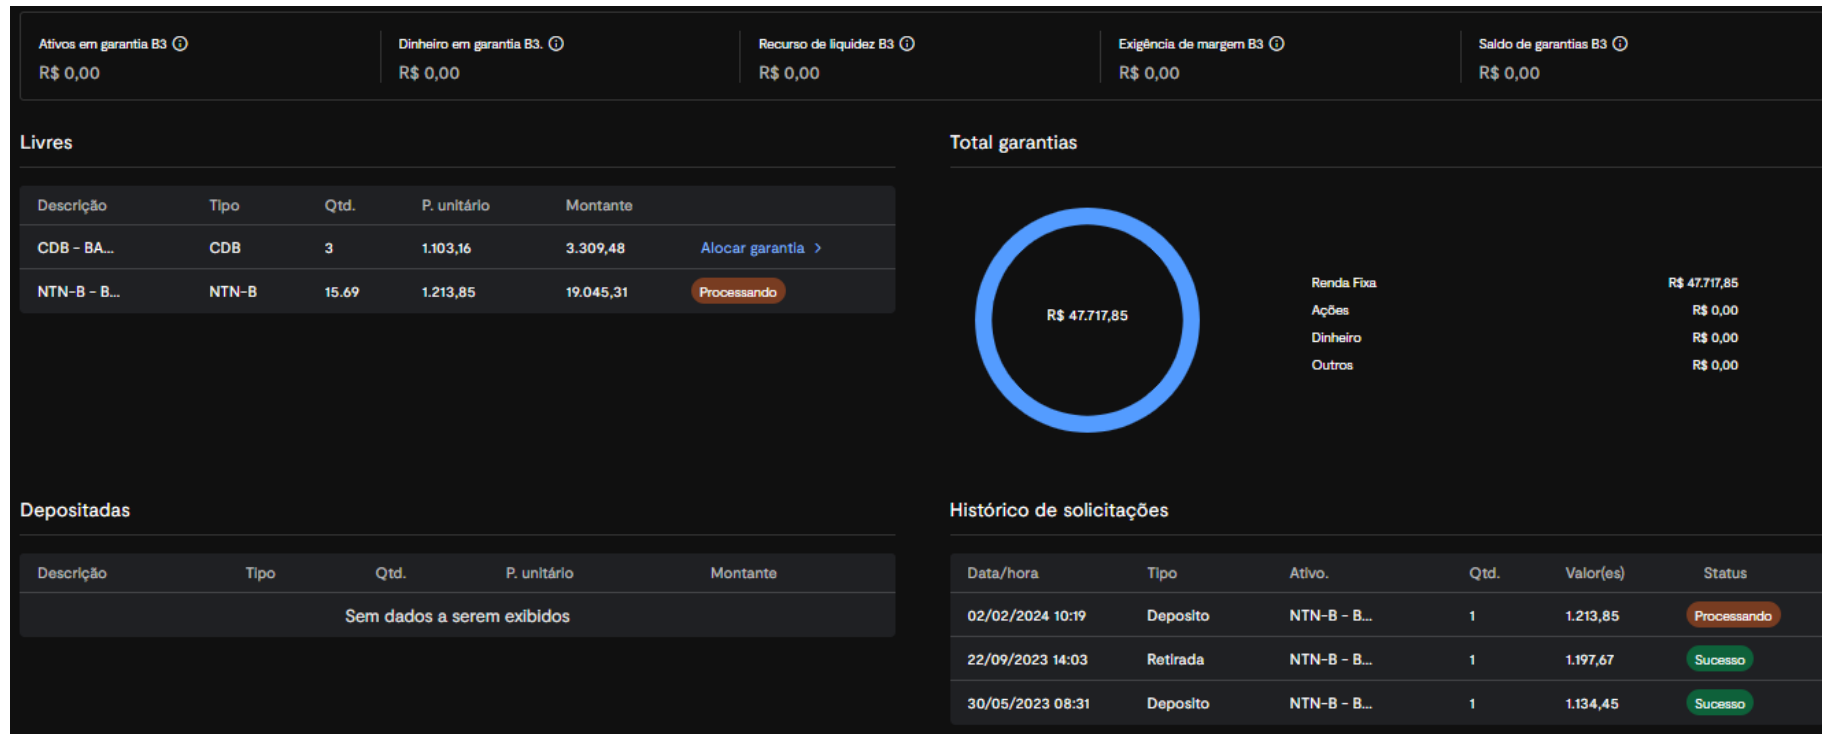 Ativos em garantia B3
Dinheiro em garantia B3.
Recurso de liquidez B3
Exigência de margem B3
Saldo de garantias B3
R$ 0,00
R$ 0,00
R$ 0,00
R$ 0,00
R$ 0,00
Livres
Descrição Tipo Qtd. P. unitário Montante
CDB - BA... CDB 3 1.103,16 3.309,48 Alocar garantia >
NTN-B - B... NTN-B 15.69 1.213,85 19.045,31 Processando
Total garantias
R$ 47.717,85
Renda Fixa R$ 47.717,85
Ações R$ 0,00
Dinheiro R$ 0,00
Outros R$ 0,00
Depositadas
Descrição Tipo Qtd. P. unitário Montante
Sem dados a serem exibidos
Histórico de solicitações
Data/hora Tipo Ativo. Qtd. Valor(es) Status
02/02/2024 10:19 Deposito NTN-B - B... 1 1.213,85 Processando
22/09/2023 14:03 Retirada NTN-B - B... 1 1.197,67 Sucesso
30/05/2023 08:31 Deposito NTN-B - B... 1 1.134,45 Sucesso